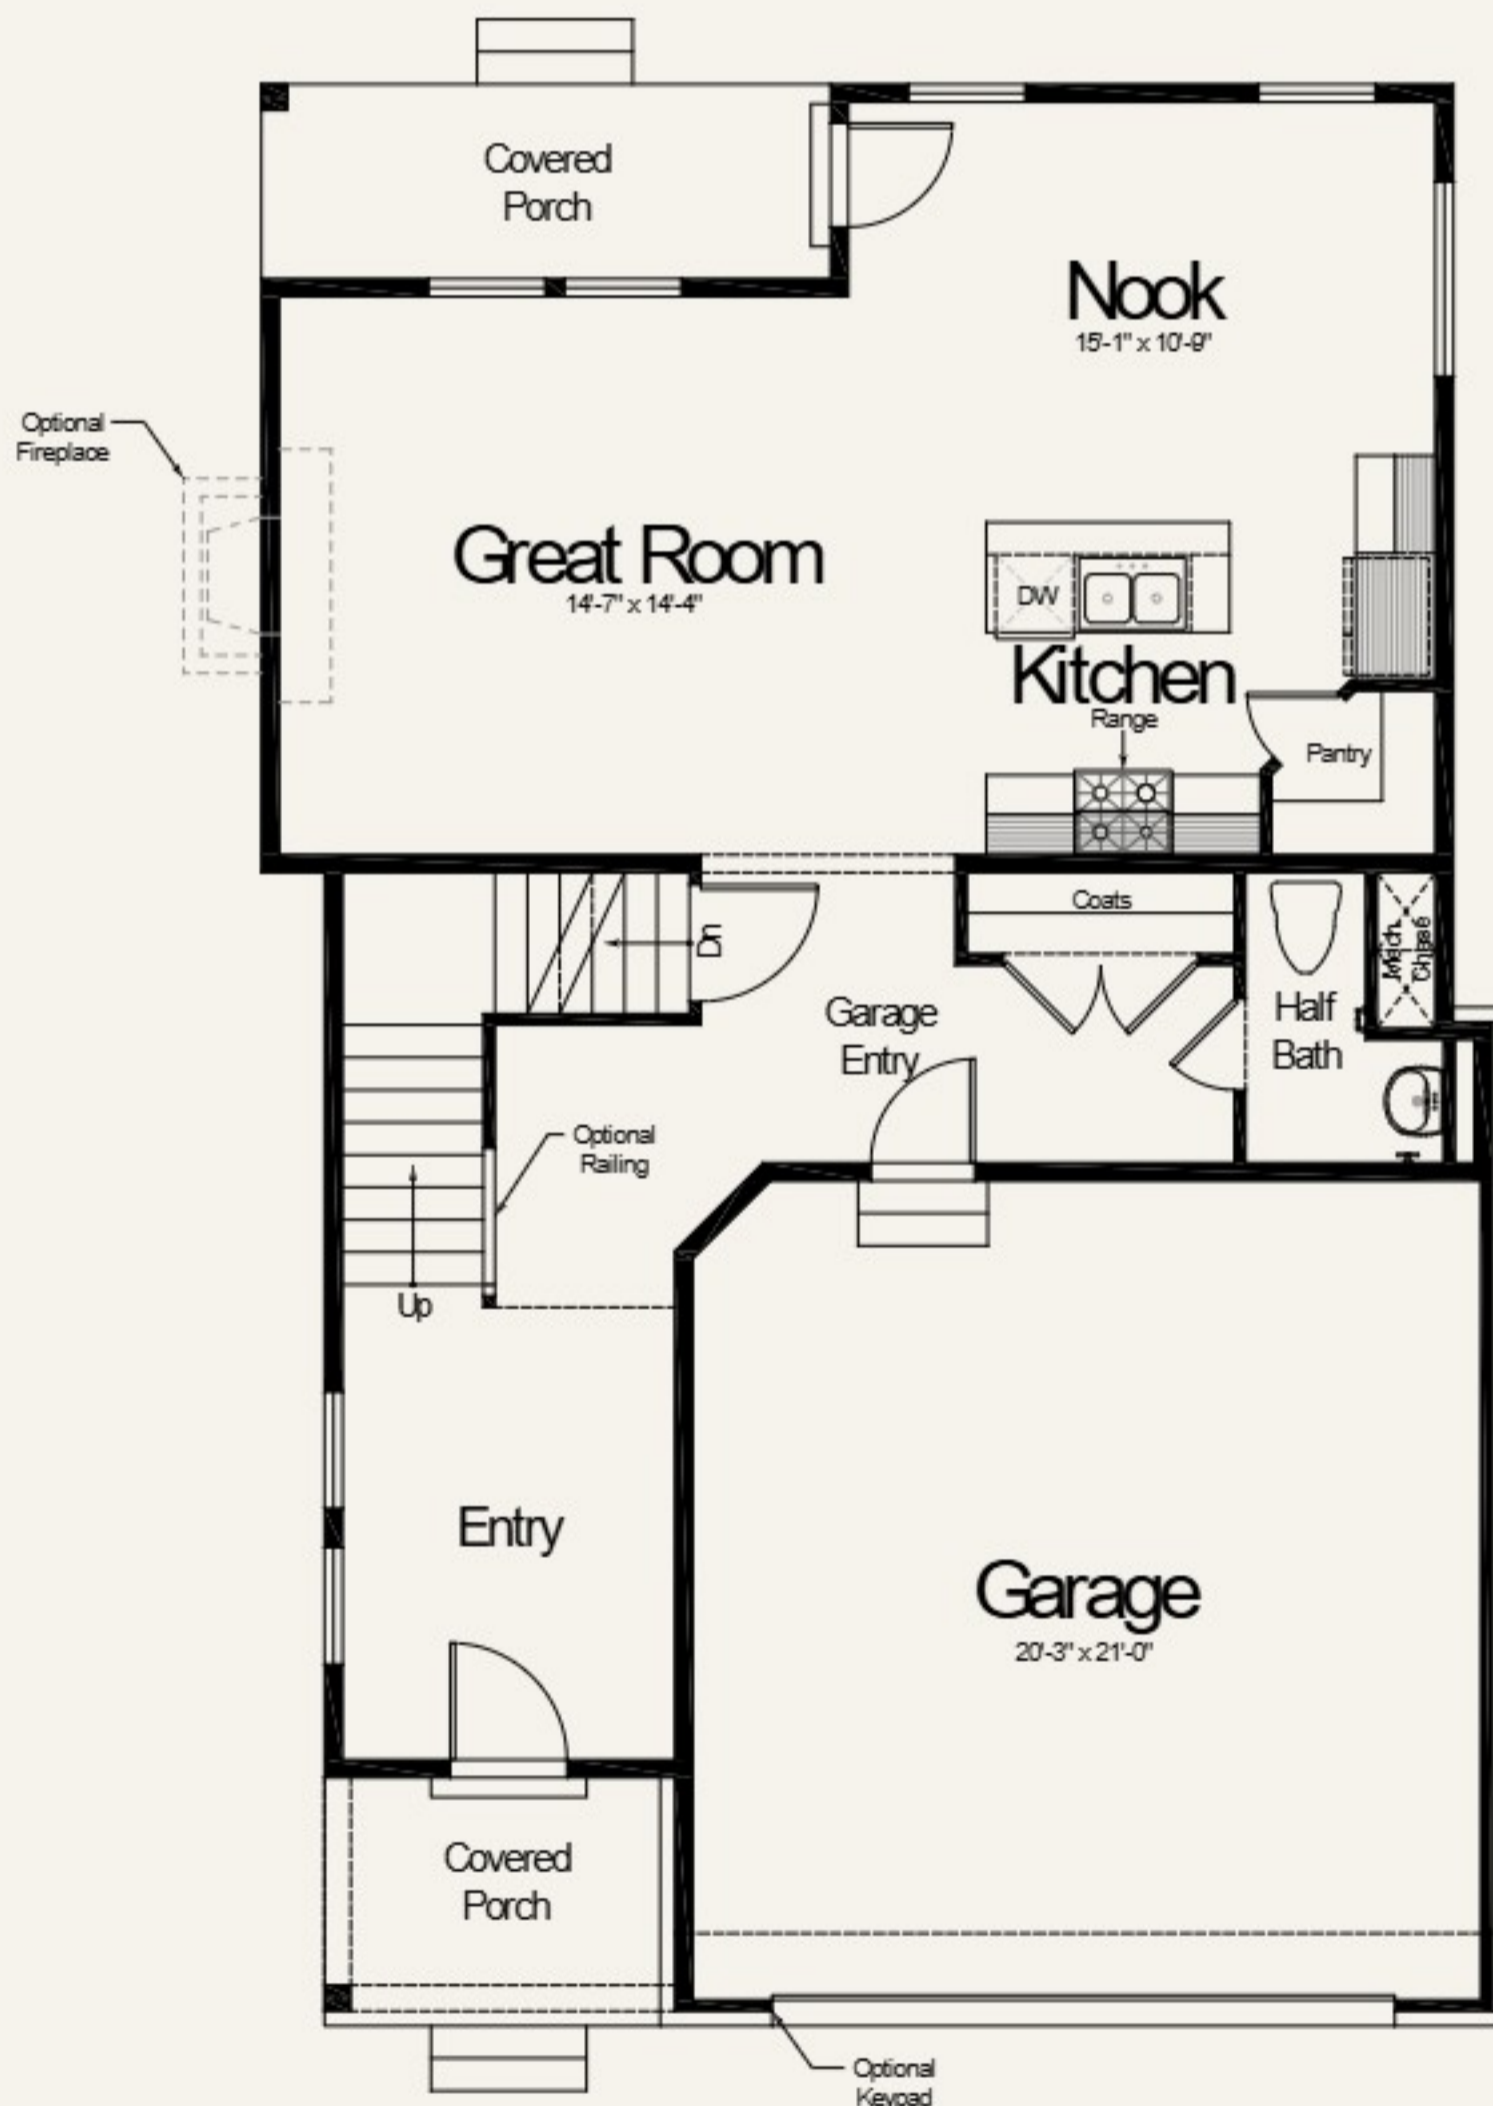 Covered
Porch
Nook
15'-1" x 10'-9"
Optional
Fireplace
Great Room
14'-7" x 14'-4"
DW
Kitchen
Range
Pantry
Coats
Dn
Mech.
Chase
Garage
Entry
Half
Bath
Optional
Railing
Up
Entry
Garage
20'-3" x 21'-0"
Covered
Porch
Optional
Keypad